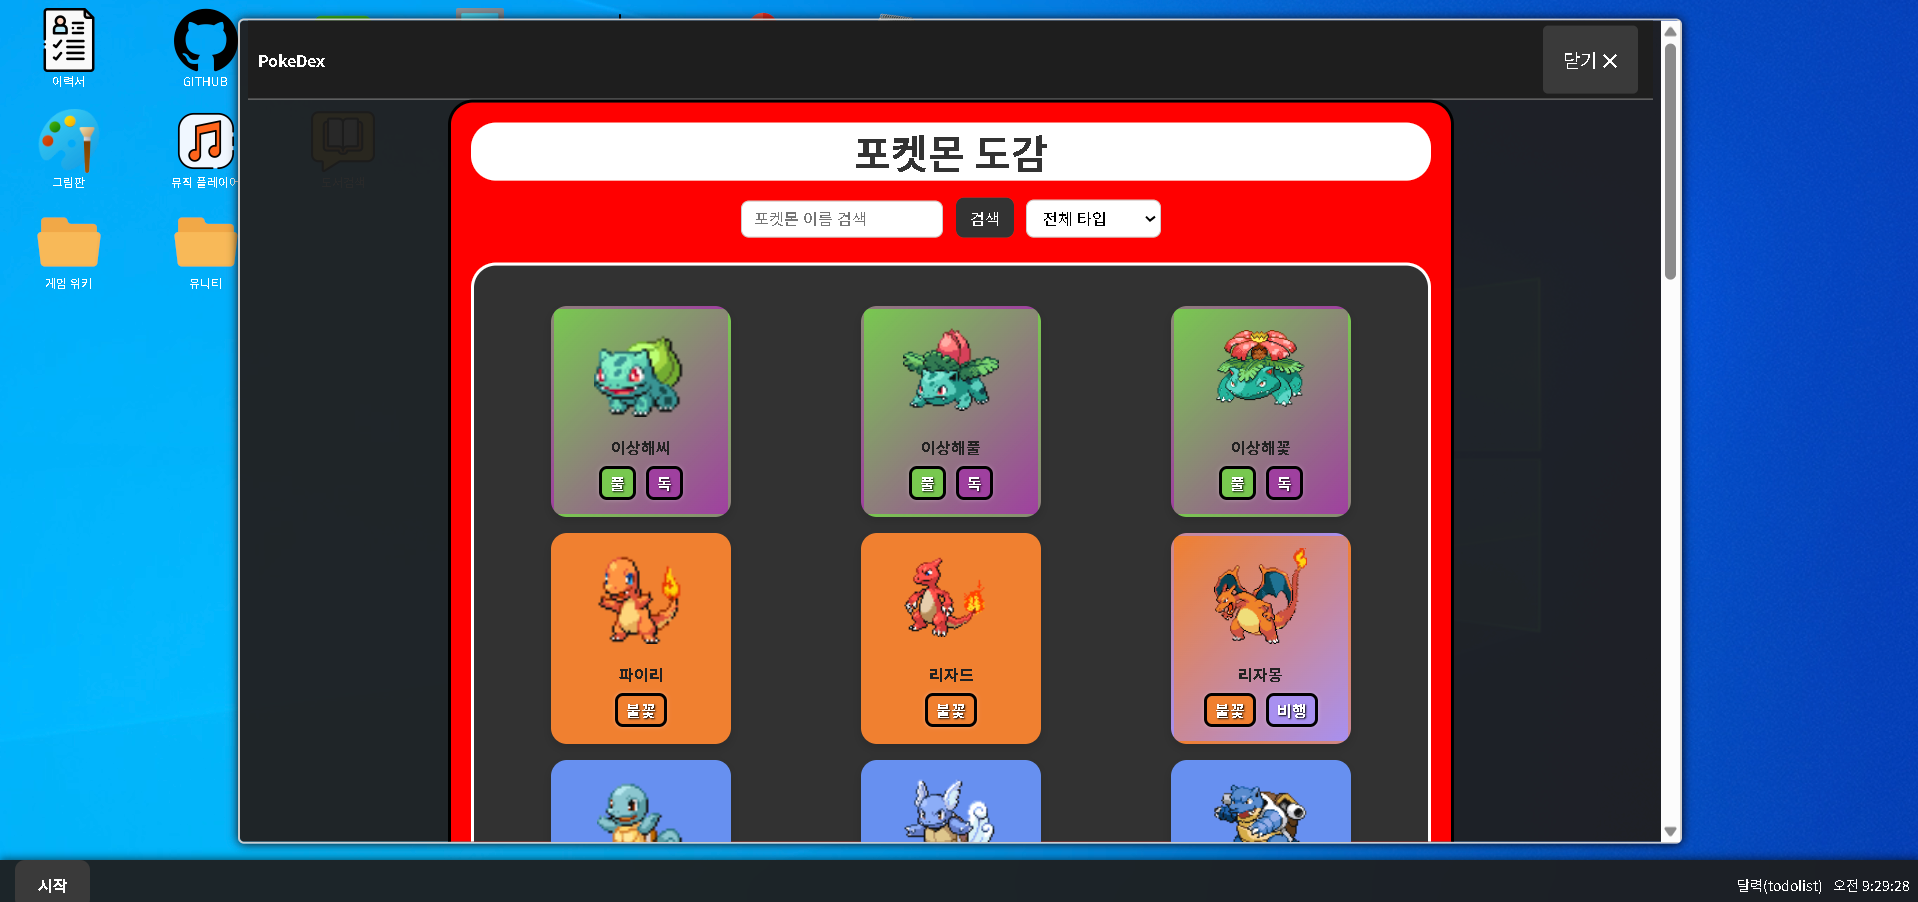 이력서
GITHUB
그림판
뮤직 플레이어
게임 위키
유니티
PokeDex
닫기 ✕
포켓몬 도감
포켓몬 이름 검색
검색
전체 타입
이상해씨
풀 독
이상해풀
풀 독
이상해꽃
풀 독
파이리
불꽃
리자드
불꽃
리자몽
불꽃 비행
시작
달력(todolist) 오전 9:29:28